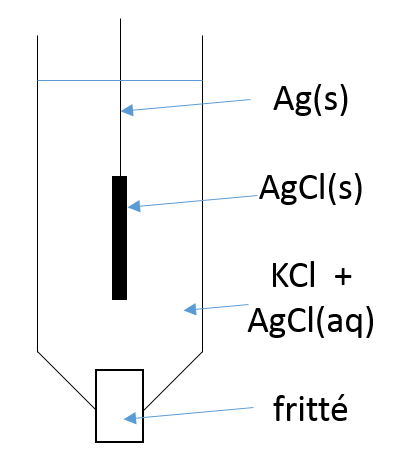 Ag(s)
AgCl(s)
KCl +
AgCl(aq)
fritté